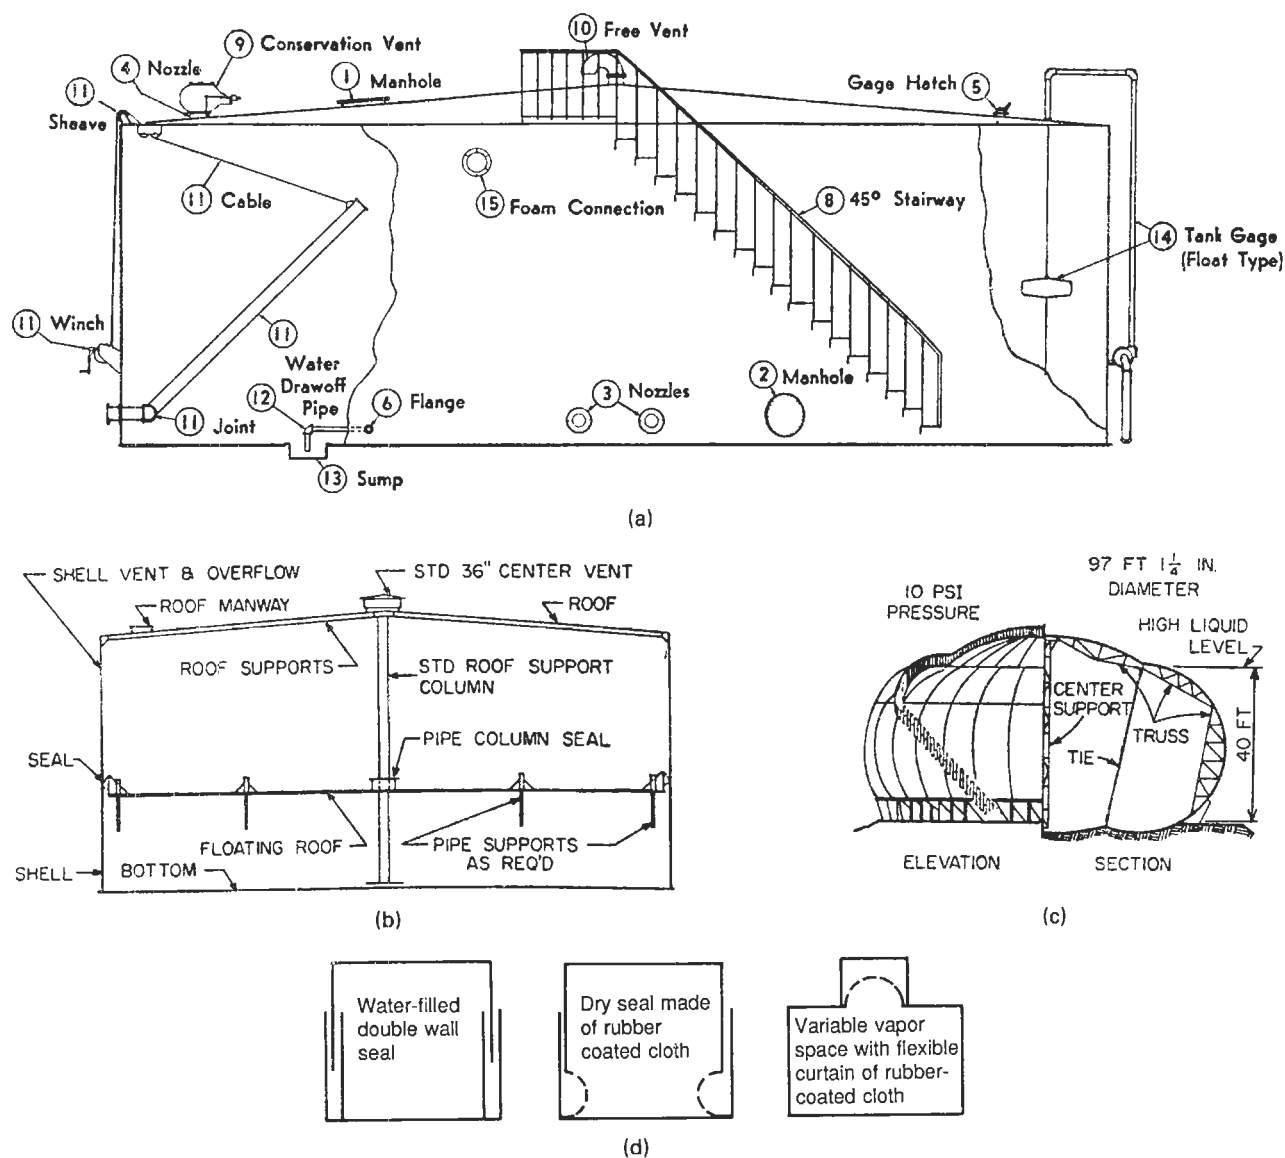 10 Free Vent
9 Conservation Vent
4 Nozzle
1 Manhole
Gage Hatch 5
11
Sheave
11 Cable
15 Foam Connection
8 45° Stairway
14 Tank Gage
(Float Type)
11 Winch
11
Water
Drawoff
Pipe
12
6 Flange
3 Nozzles
2 Manhole
11 Joint
13 Sump
(a)
SHELL VENT & OVERFLOW
STD 36" CENTER VENT
ROOF MANWAY
ROOF
ROOF SUPPORTS
STD ROOF SUPPORT
COLUMN
PIPE COLUMN SEAL
SEAL
FLOATING ROOF
PIPE SUPPORTS
AS REQ'D
SHELL
BOTTOM
(b)
97 FT 1 1/4 IN.
DIAMETER
10 PSI
PRESSURE
HIGH LIQUID
LEVEL
CENTER
SUPPORT
TRUSS
TIE
40 FT
ELEVATION
SECTION
(c)
Water-filled
double wall
seal
Dry seal made
of rubber
coated cloth
Variable vapor
space with flexible
curtain of rubber-
coated cloth
(d)